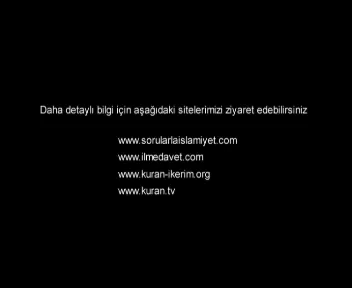 Daha detaylı bilgi için aşağıdaki sitelerimizi ziyaret edebilirsiniz
www.sorularlaislamiyet.com
www.ilmedavet.com
www.kuran-ikerim.org
www.kuran.tv